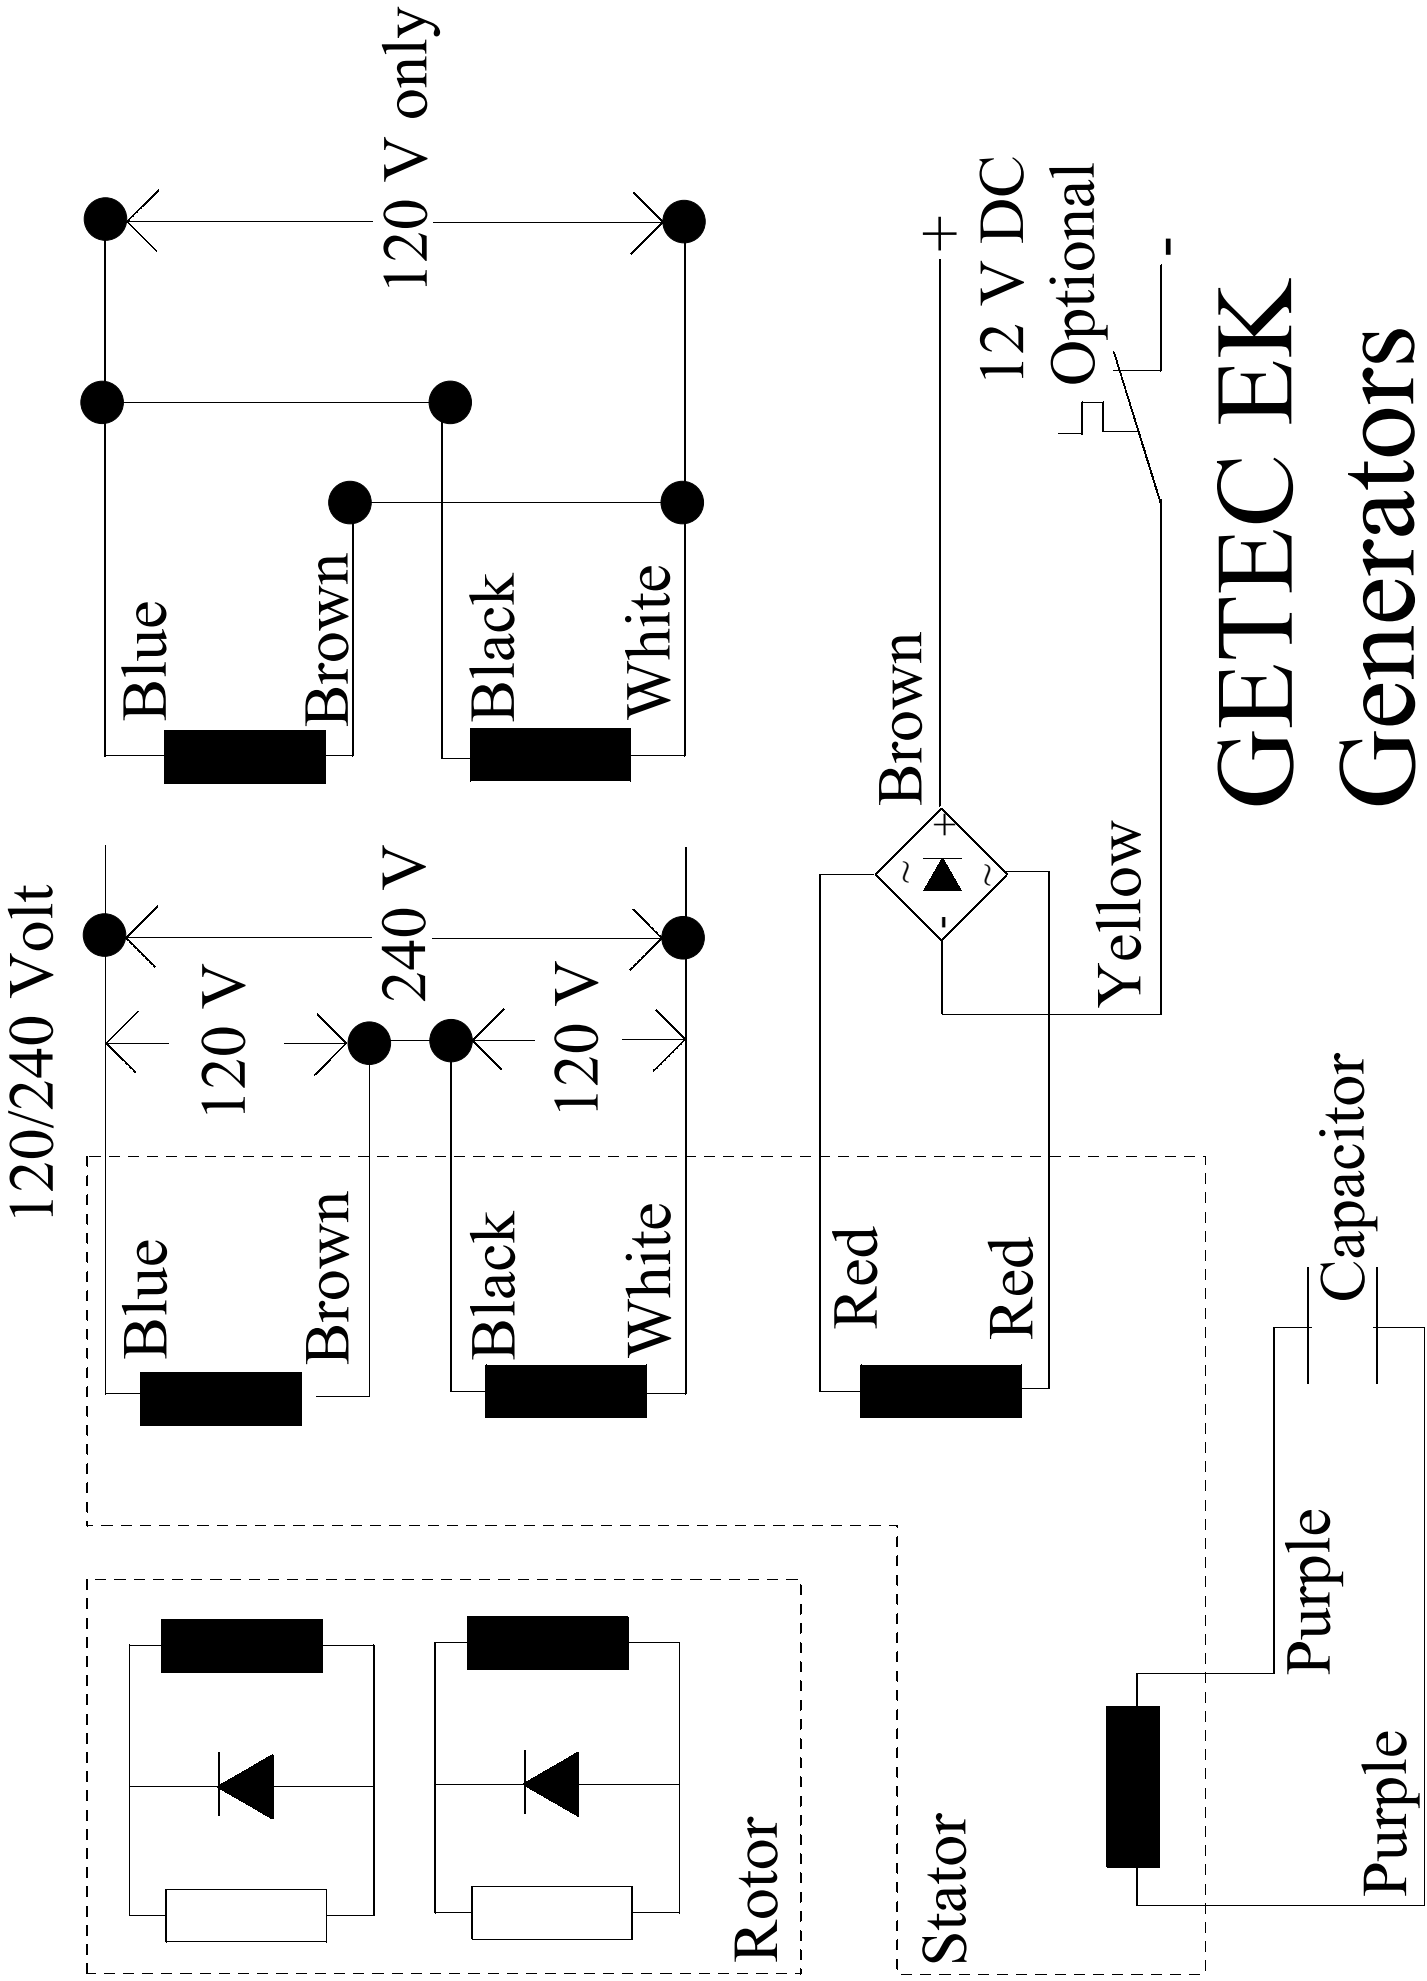 120/240 Volt
Blue
Brown
Black
White
120 V
120 V
240 V
Blue
Brown
Black
White
120 V only
Rotor
Stator
Red
Red
~
~
-
+
Brown
Yellow
+
12 V DC
Optional
-
Purple
Purple
Capacitor
GETEC EK
Generators